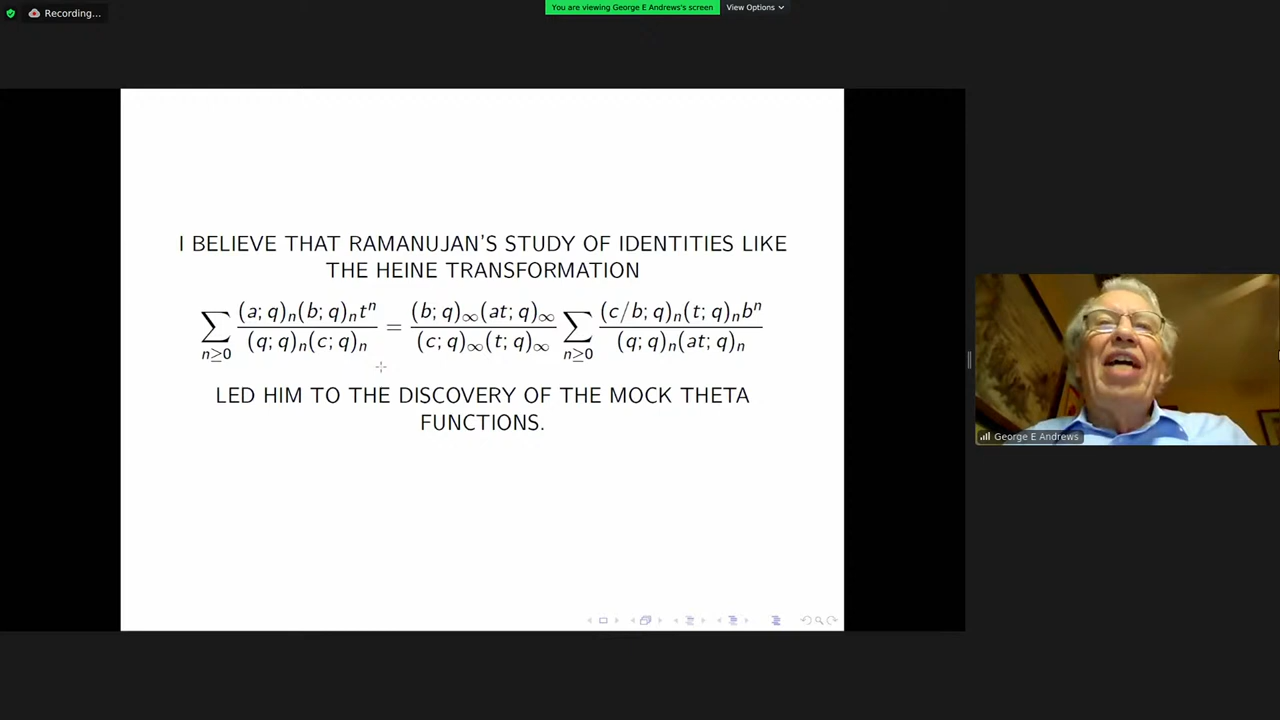 Recording...
You are viewing George E Andrews's screen
View Options
I BELIEVE THAT RAMANUJAN'S STUDY OF IDENTITIES LIKE
THE HEINE TRANSFORMATION
∑_{n≥0} (a; q)_n(b; q)_n t^n / (q; q)_n(c; q)_n = (b; q)_∞(at; q)_∞ / (c; q)_∞(t; q)_∞ ∑_{n≥0} (c/b; q)_n(t; q)_n b^n / (q; q)_n(at; q)_n
LED HIM TO THE DISCOVERY OF THE MOCK THETA
FUNCTIONS.
George E Andrews